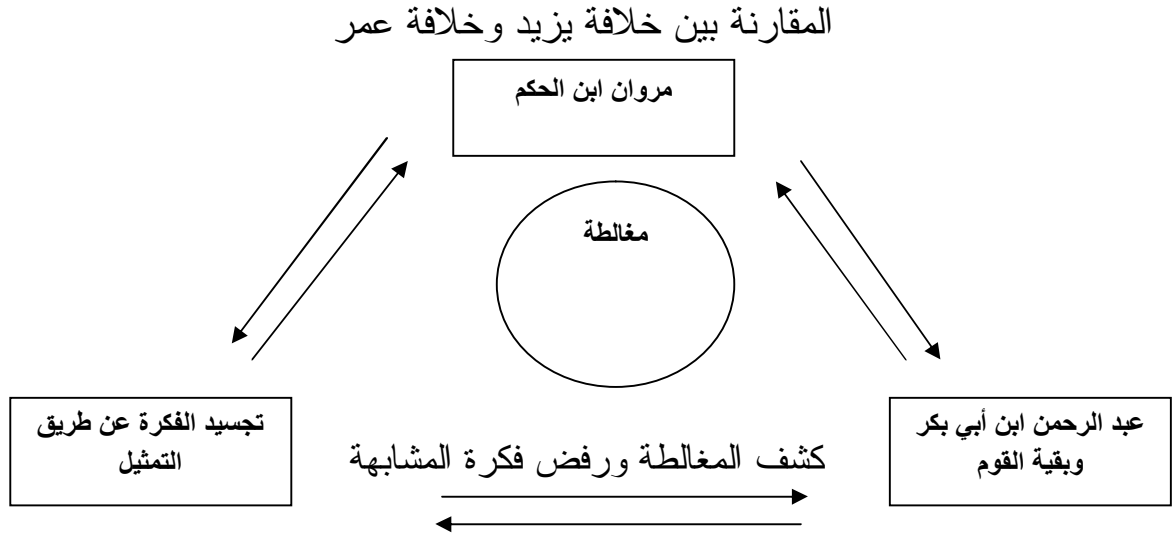 المقارنة بين خلافة يزيد وخلافة عمر
مروان ابن الحكم
مغالطة
عبد الرحمن ابن أبي بكر
وبقية القوم
كشف المغالطة ورفض فكرة المشابهة
تجسيد الفكرة عن طريق
التمثيل